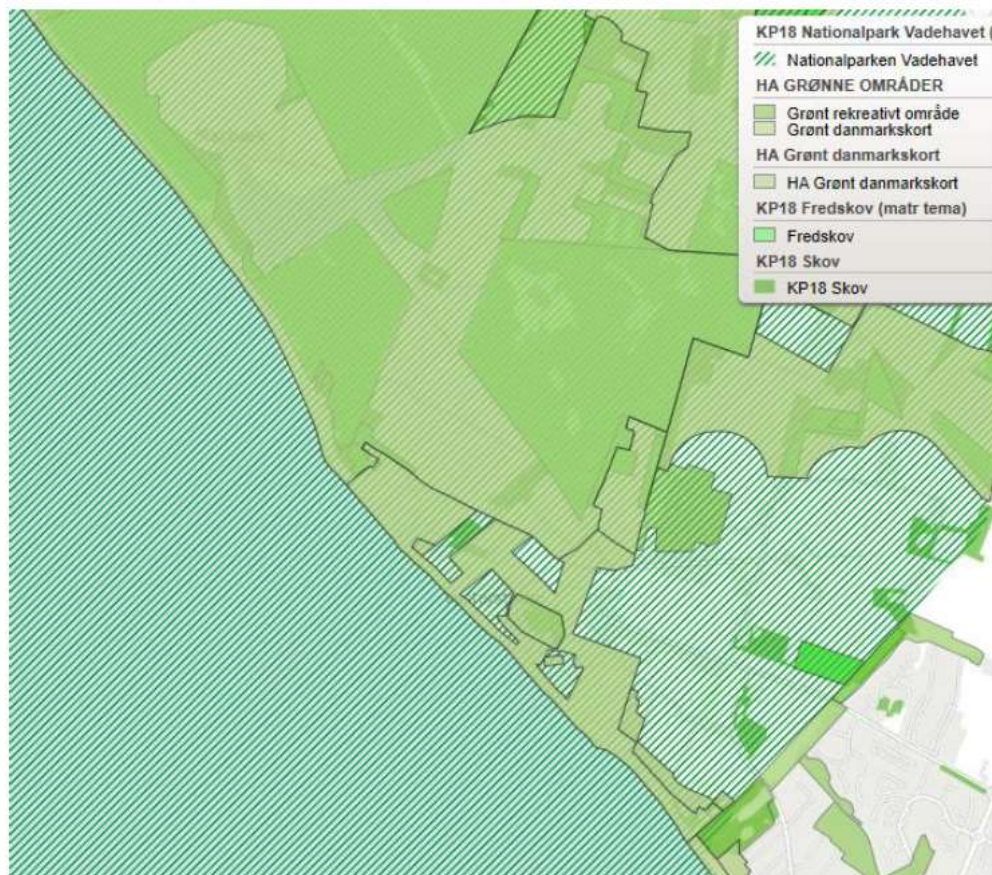 KP18 Nationalpark Vadehavet (
Nationalparken Vadehavet
HA GRØNNE OMRÅDER
Grønt rekreativt område
Grønt danmarkskort
HA Grønt danmarkskort
HA Grønt danmarkskort
KP18 Fredskov (matr tema)
Fredskov
KP18 Skov
KP18 Skov